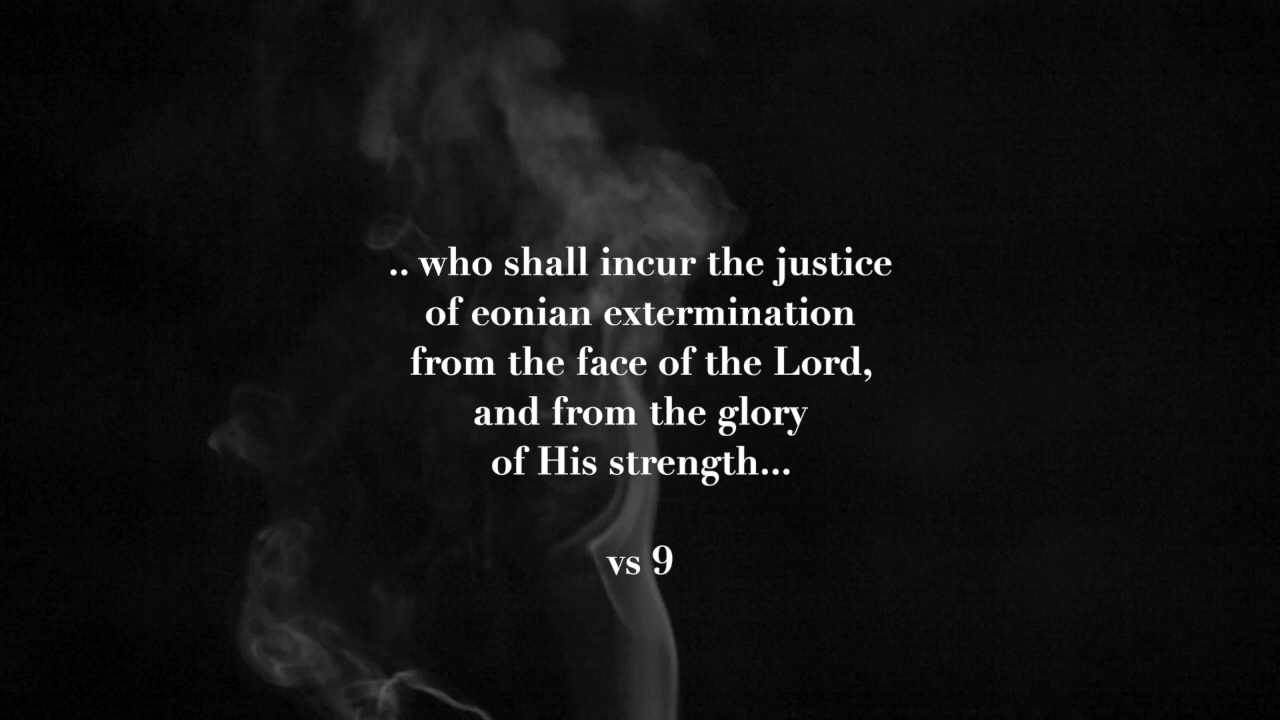 .. who shall incur the justice
of eonian extermination
from the face of the Lord,
and from the glory
of His strength...
vs 9